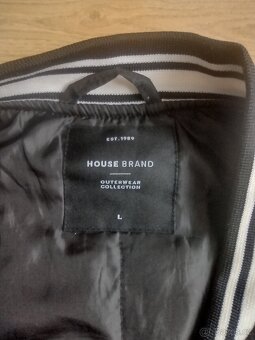 EST. 1989
HOUSE BRAND
OUTERWEAR
COLLECTION
L